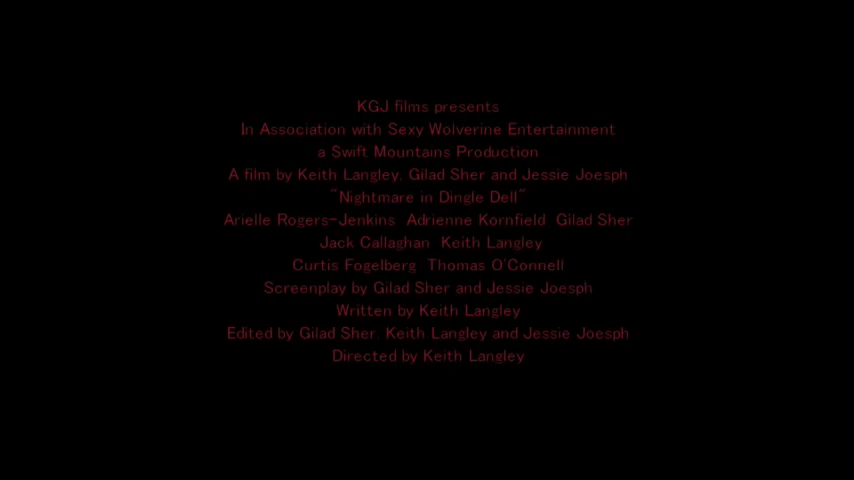 KGJ films presents
In Association with Sexy Wolverine Entertainment
a Swift Mountains Production
A film by Keith Langley, Gilad Sher and Jessie Joesph
"Nightmare in Dingle Dell"
Arielle Rogers-Jenkins Adrienne Kornfield Gilad Sher
Jack Callaghan Keith Langley
Curtis Fogelberg Thomas O'Connell
Screenplay by Gilad Sher and Jessie Joesph
Written by Keith Langley
Edited by Gilad Sher, Keith Langley and Jessie Joesph
Directed by Keith Langley